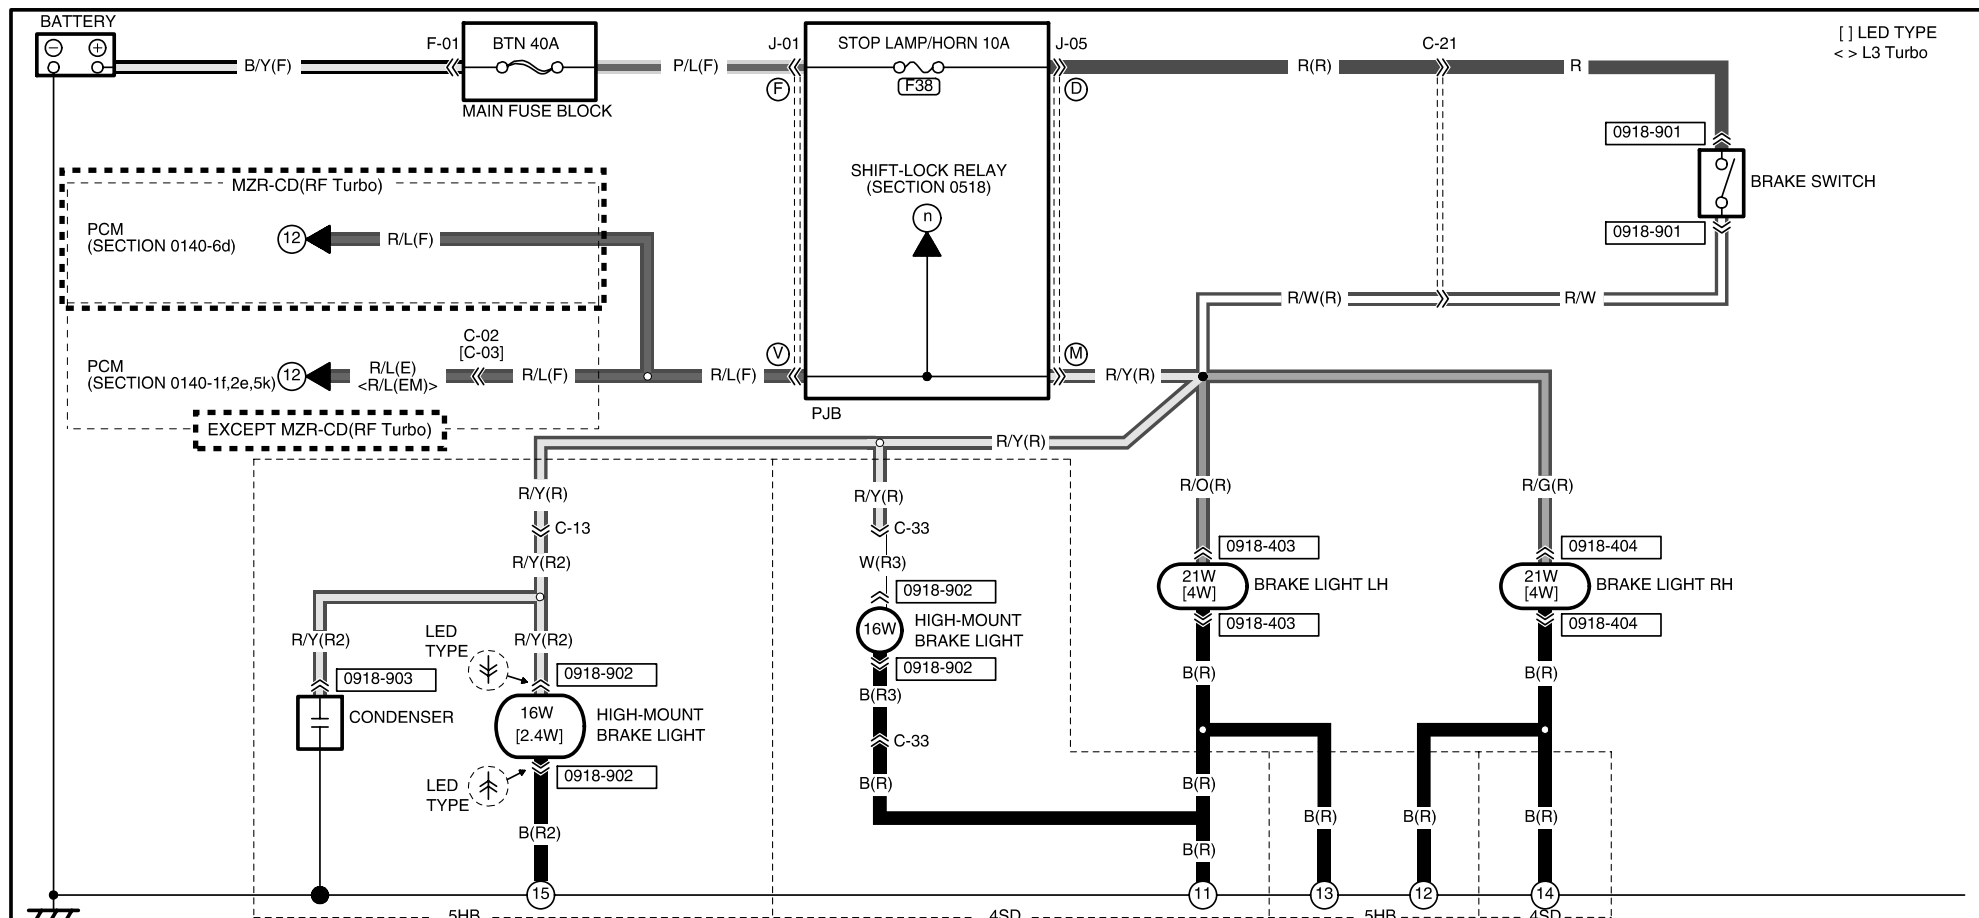 BATTERY
− +
B/Y(F)
F-01
BTN 40A
MAIN FUSE BLOCK
P/L(F)
J-01
STOP LAMP/HORN 10A
F38
J-05
F
D
R(R)
C-21
R
[ ] LED TYPE
< > L3 Turbo
0918-901
BRAKE SWITCH
0918-901
MZR-CD(RF Turbo)
PCM
(SECTION 0140-6d)
12
R/L(F)
SHIFT-LOCK RELAY
(SECTION 0518)
n
R/W(R)
R/W
PCM
(SECTION 0140-1f,2e,5k)
12
R/L(E)
<R/L(EM)>
C-02
[C-03]
R/L(F)
R/L(F)
V
M
R/Y(R)
PJB
EXCEPT MZR-CD(RF Turbo)
R/Y(R)
R/Y(R)
R/Y(R)
R/O(R)
R/G(R)
C-13
C-33
R/Y(R2)
W(R3)
0918-403
0918-404
21W
[4W]
BRAKE LIGHT LH
21W
[4W]
BRAKE LIGHT RH
0918-403
0918-404
0918-902
16W
HIGH-MOUNT
BRAKE LIGHT
0918-902
R/Y(R2)
LED
TYPE
R/Y(R2)
0918-903
0918-902
CONDENSER
16W
[2.4W]
HIGH-MOUNT
BRAKE LIGHT
LED
TYPE
0918-902
B(R3)
C-33
B(R)
B(R)
B(R)
B(R)
B(R2)
B(R)
B(R)
B(R)
B(R)
15
11
13
12
14
5HB
4SD
5HB
4SD